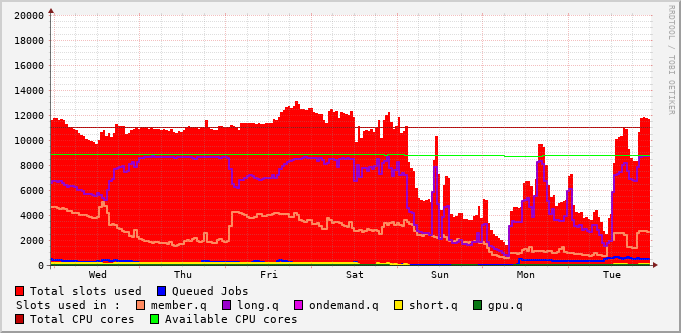 20000
18000
16000
14000
12000
10000
8000
6000
4000
2000
0
Wed Thu Fri Sat Sun Mon Tue
RRDTOOL / TOBI OETIKER
Total slots used Queued Jobs
Slots used in : member.q long.q ondemand.q short.q gpu.q
Total CPU cores Available CPU cores